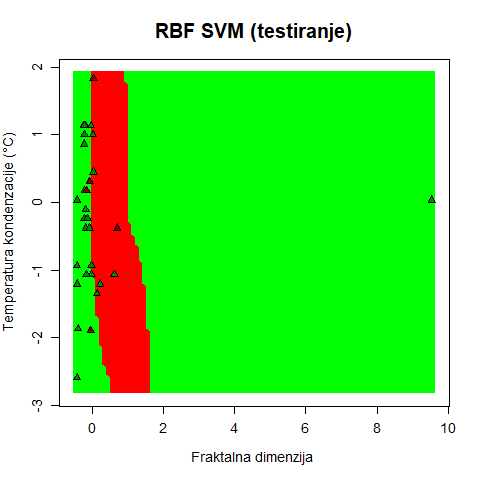 RBF SVM (testiranje)
Temperatura kondenzacije (°C)
2
1
0
-1
-2
-3
0 2 4 6 8 10
Fraktalna dimenzija